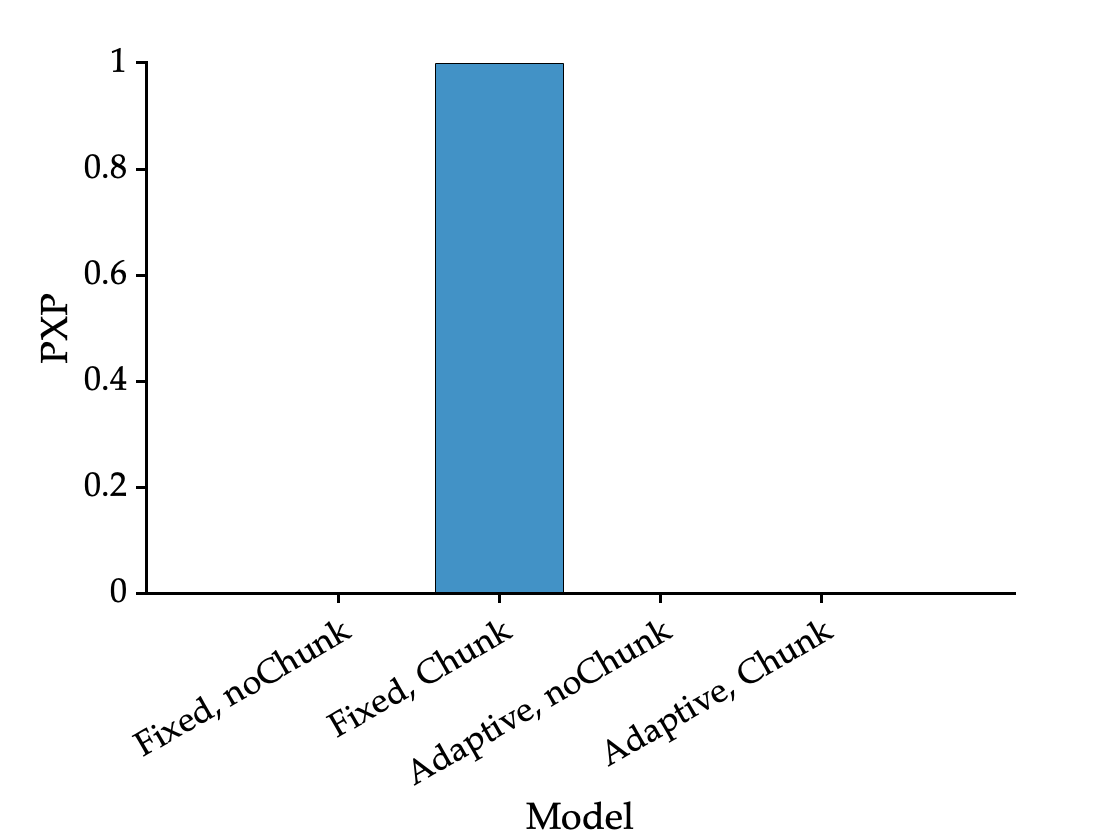 1
0.8
0.6
0.4
0.2
0
PXP
Fixed, noChunk
Fixed, Chunk
Adaptive, noChunk
Adaptive, Chunk
Model